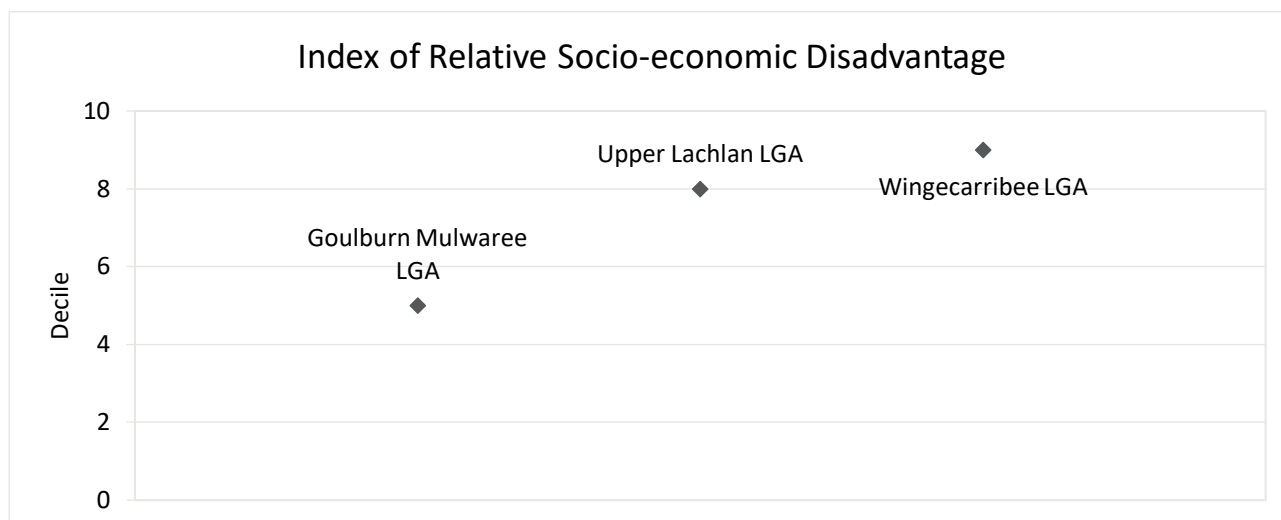 Index of Relative Socio-economic Disadvantage
10
Upper Lachlan LGA
8
Wingecarribee LGA
Goulburn Mulwaree
LGA
6
Decile
4
2
0